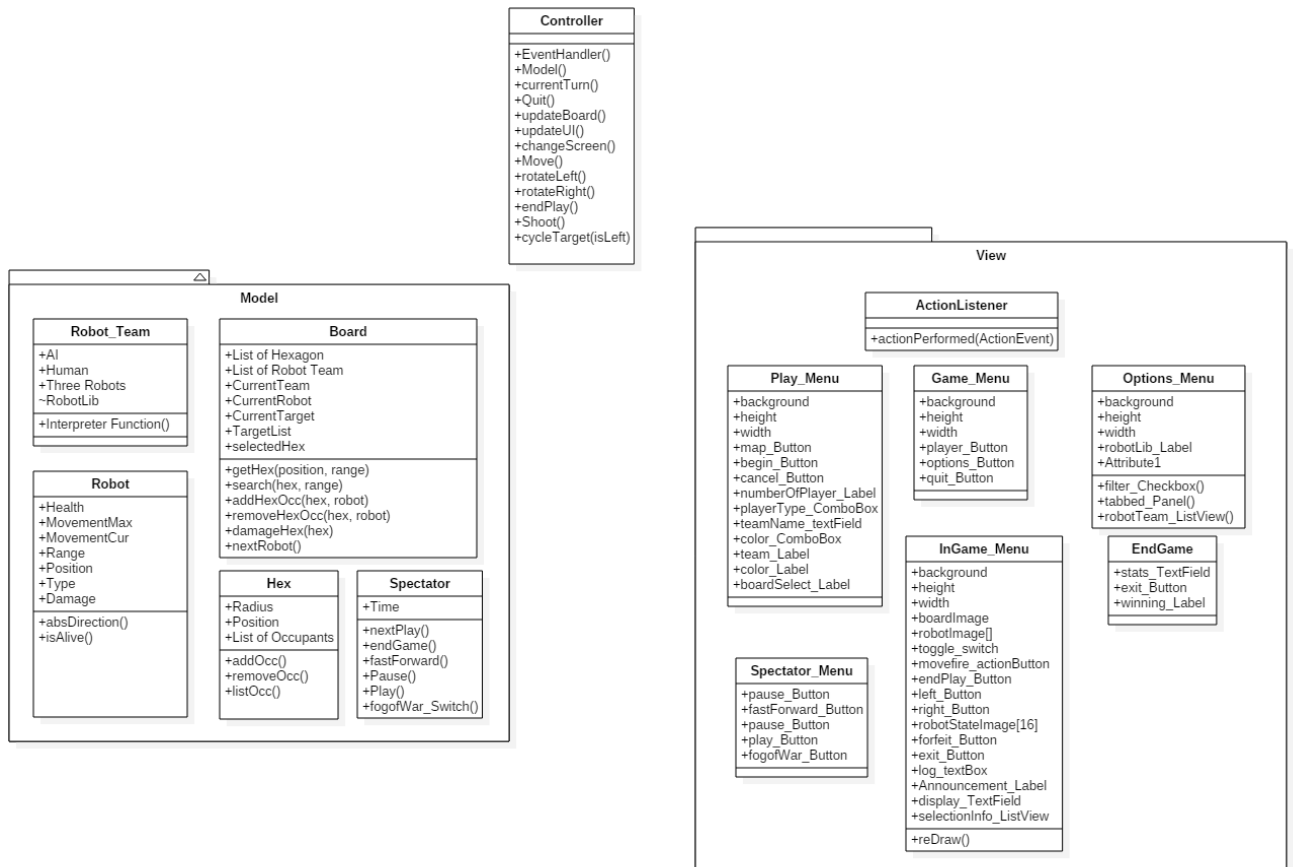 Controller
+EventHandler()
+Model()
+currentTurn()
+Quit()
+updateBoard()
+updateUI()
+changeScreen()
+Move()
+rotateLeft()
+rotateRight()
+endPlay()
+Shoot()
+cycleTarget(isLeft)
Model
Robot_Team
+AI
+Human
+Three Robots
~RobotLib
+Interpreter Function()
Board
+List of Hexagon
+List of Robot Team
+CurrentTeam
+CurrentRobot
+CurrentTarget
+TargetList
+selectedHex
+getHex(position, range)
+search(hex, range)
+addHexOcc(hex, robot)
+removeHexOcc(hex, robot)
+damageHex(hex)
+nextRobot()
Robot
+Health
+MovementMax
+MovementCur
+Range
+Position
+Type
+Damage
+absDirection()
+isAlive()
Hex
+Radius
+Position
+List of Occupants
+addOcc()
+removeOcc()
+listOcc()
Spectator
+Time
+nextPlay()
+endGame()
+fastForward()
+Pause()
+Play()
+fogofWar_Switch()
View
ActionListener
+actionPerformed(ActionEvent)
Play_Menu
+background
+height
+width
+map_Button
+begin_Button
+cancel_Button
+numberOfPlayer_Label
+playerType_ComboBox
+teamName_textField
+color_ComboBox
+team_Label
+color_Label
+boardSelect_Label
Game_Menu
+background
+height
+width
+player_Button
+options_Button
+quit_Button
Options_Menu
+background
+height
+width
+robotLib_Label
+Attribute1
+filter_Checkbox()
+tabbed_Panel()
+robotTeam_ListView()
InGame_Menu
+background
+height
+width
+boardImage
+robotImage[]
+toggle_switch
+movefire_actionButton
+endPlay_Button
+left_Button
+right_Button
+robotStateImage[16]
+forfeit_Button
+exit_Button
+log_textBox
+Announcement_Label
+display_TextField
+selectionInfo_ListView
+reDraw()
EndGame
+stats_TextField
+exit_Button
+winning_Label
Spectator_Menu
+pause_Button
+fastForward_Button
+pause_Button
+play_Button
+fogofWar_Button